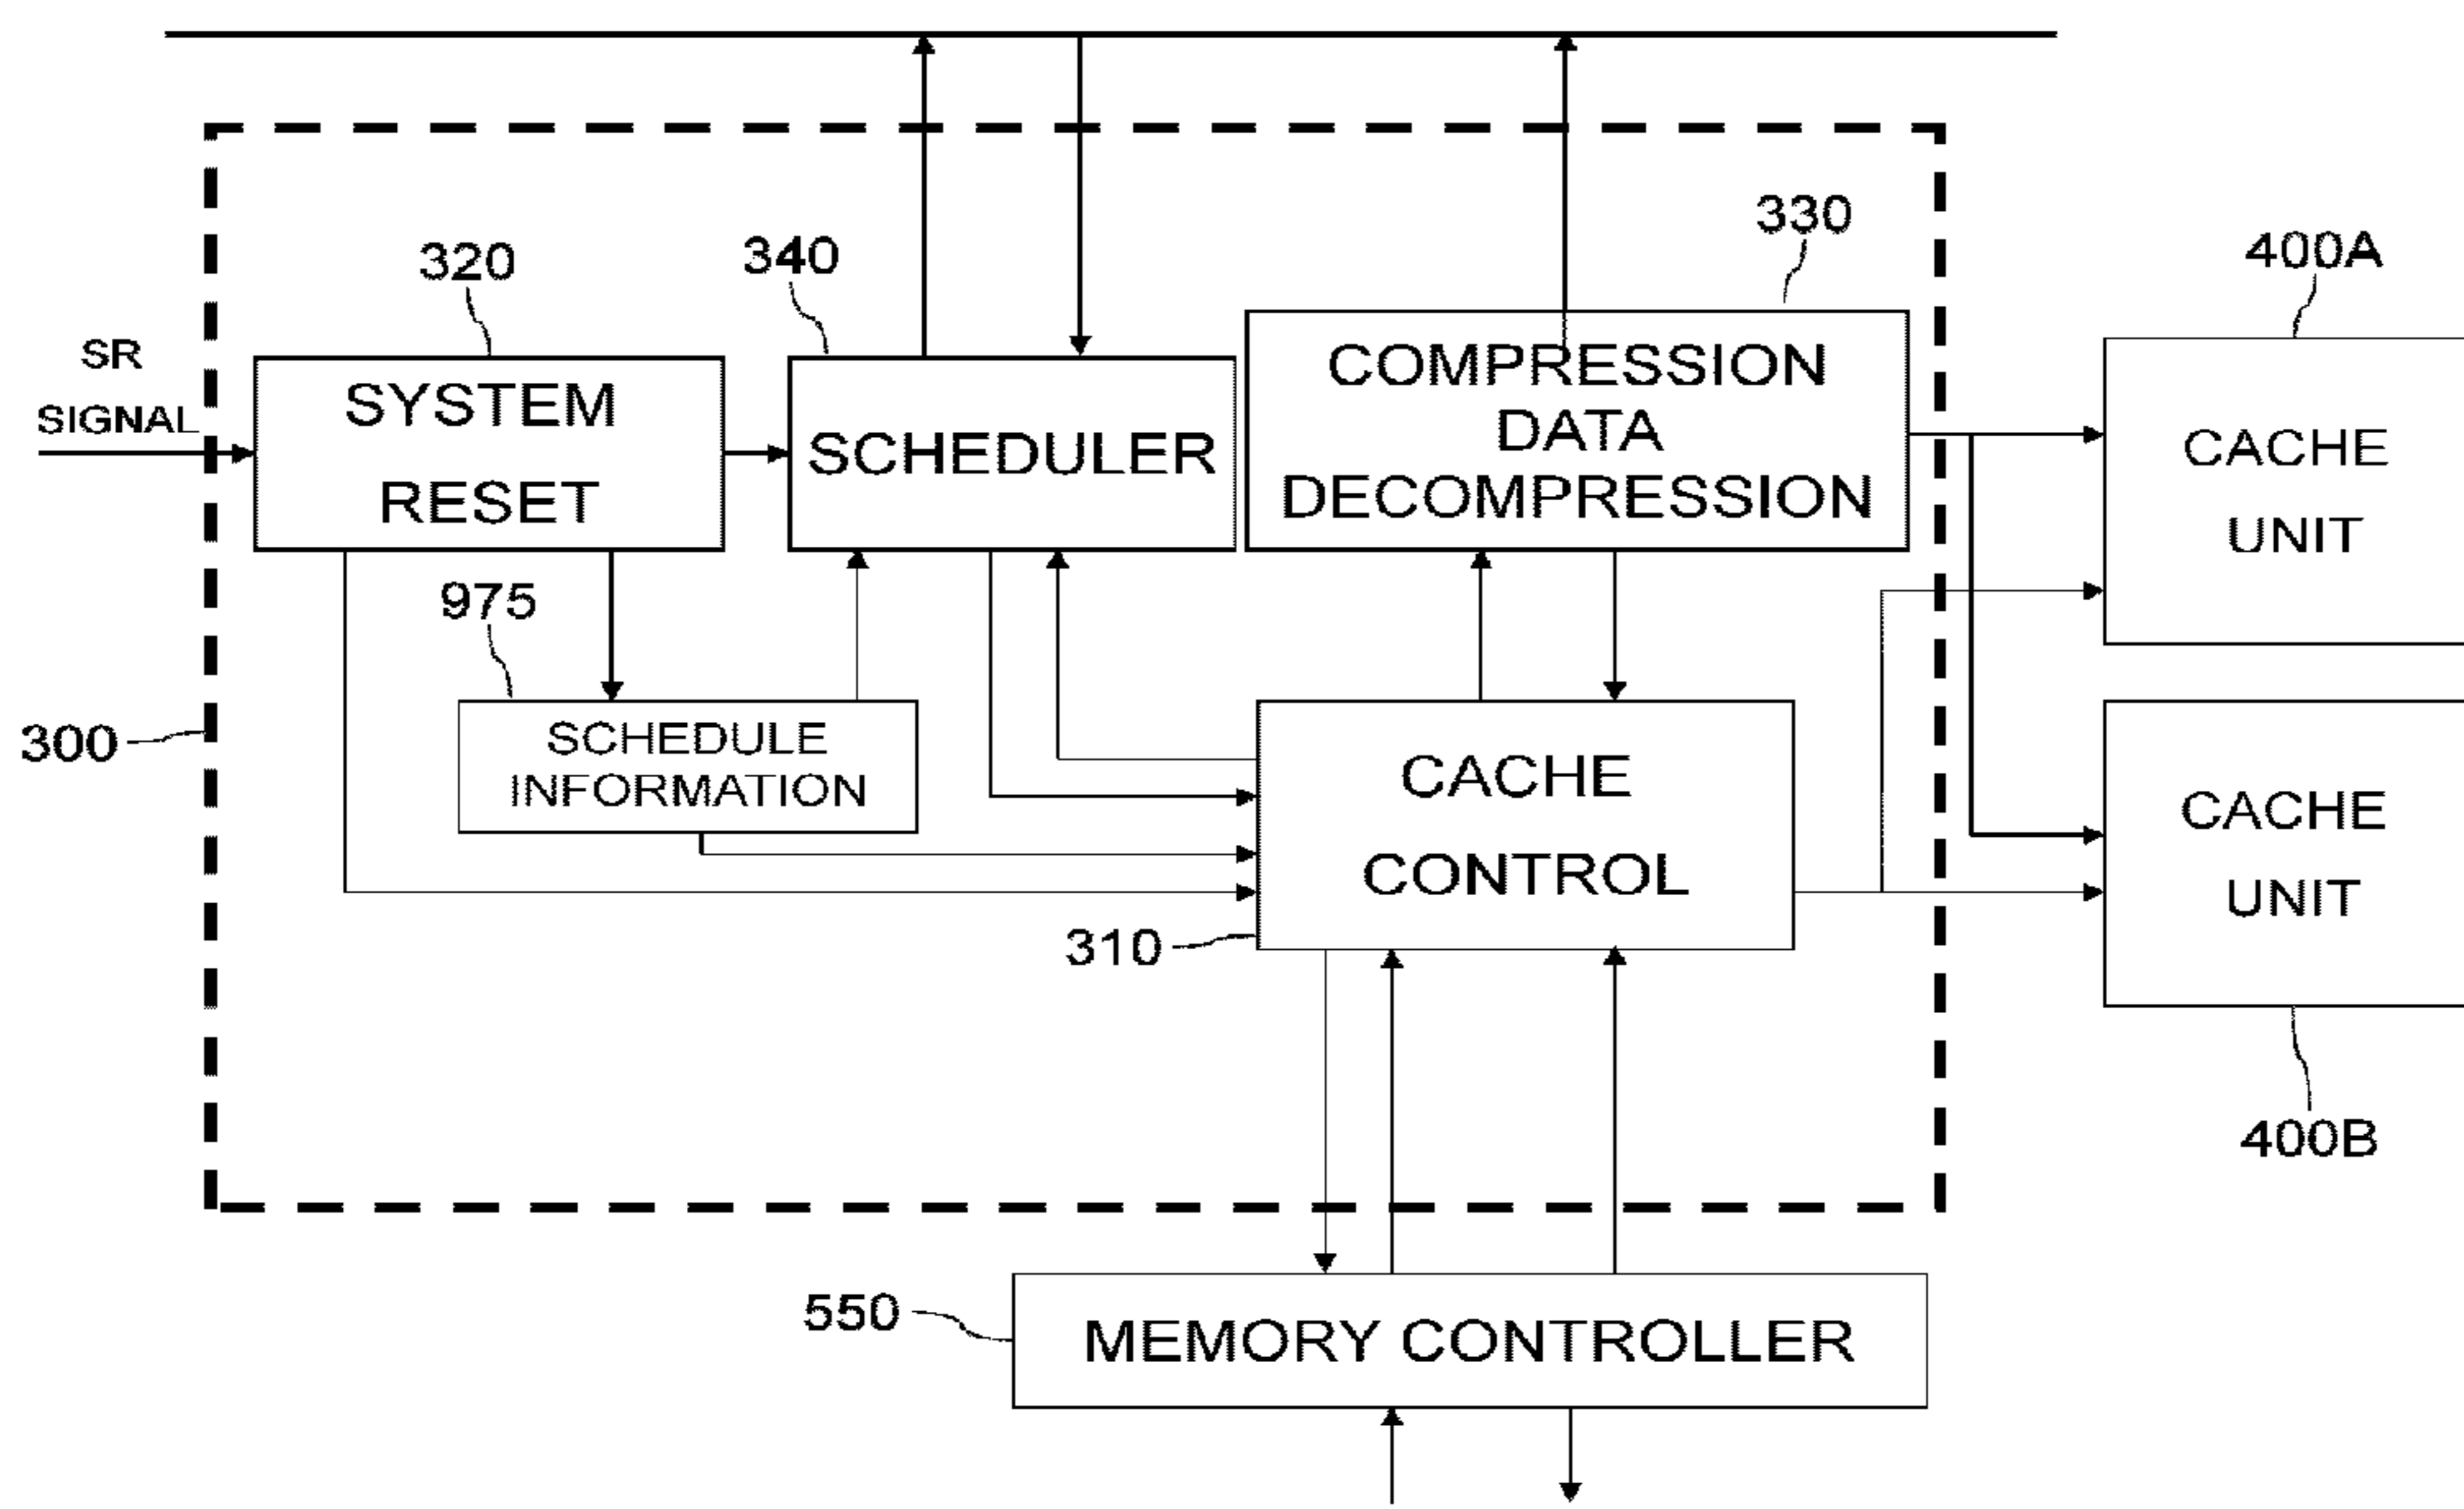 330
400A
320
340
SR
SIGNAL
SYSTEM
RESET
SCHEDULER
COMPRESSION
DATA
DECOMPRESSION
CACHE
UNIT
975
300
SCHEDULE
INFORMATION
CACHE
CONTROL
CACHE
UNIT
310
400B
550
MEMORY CONTROLLER